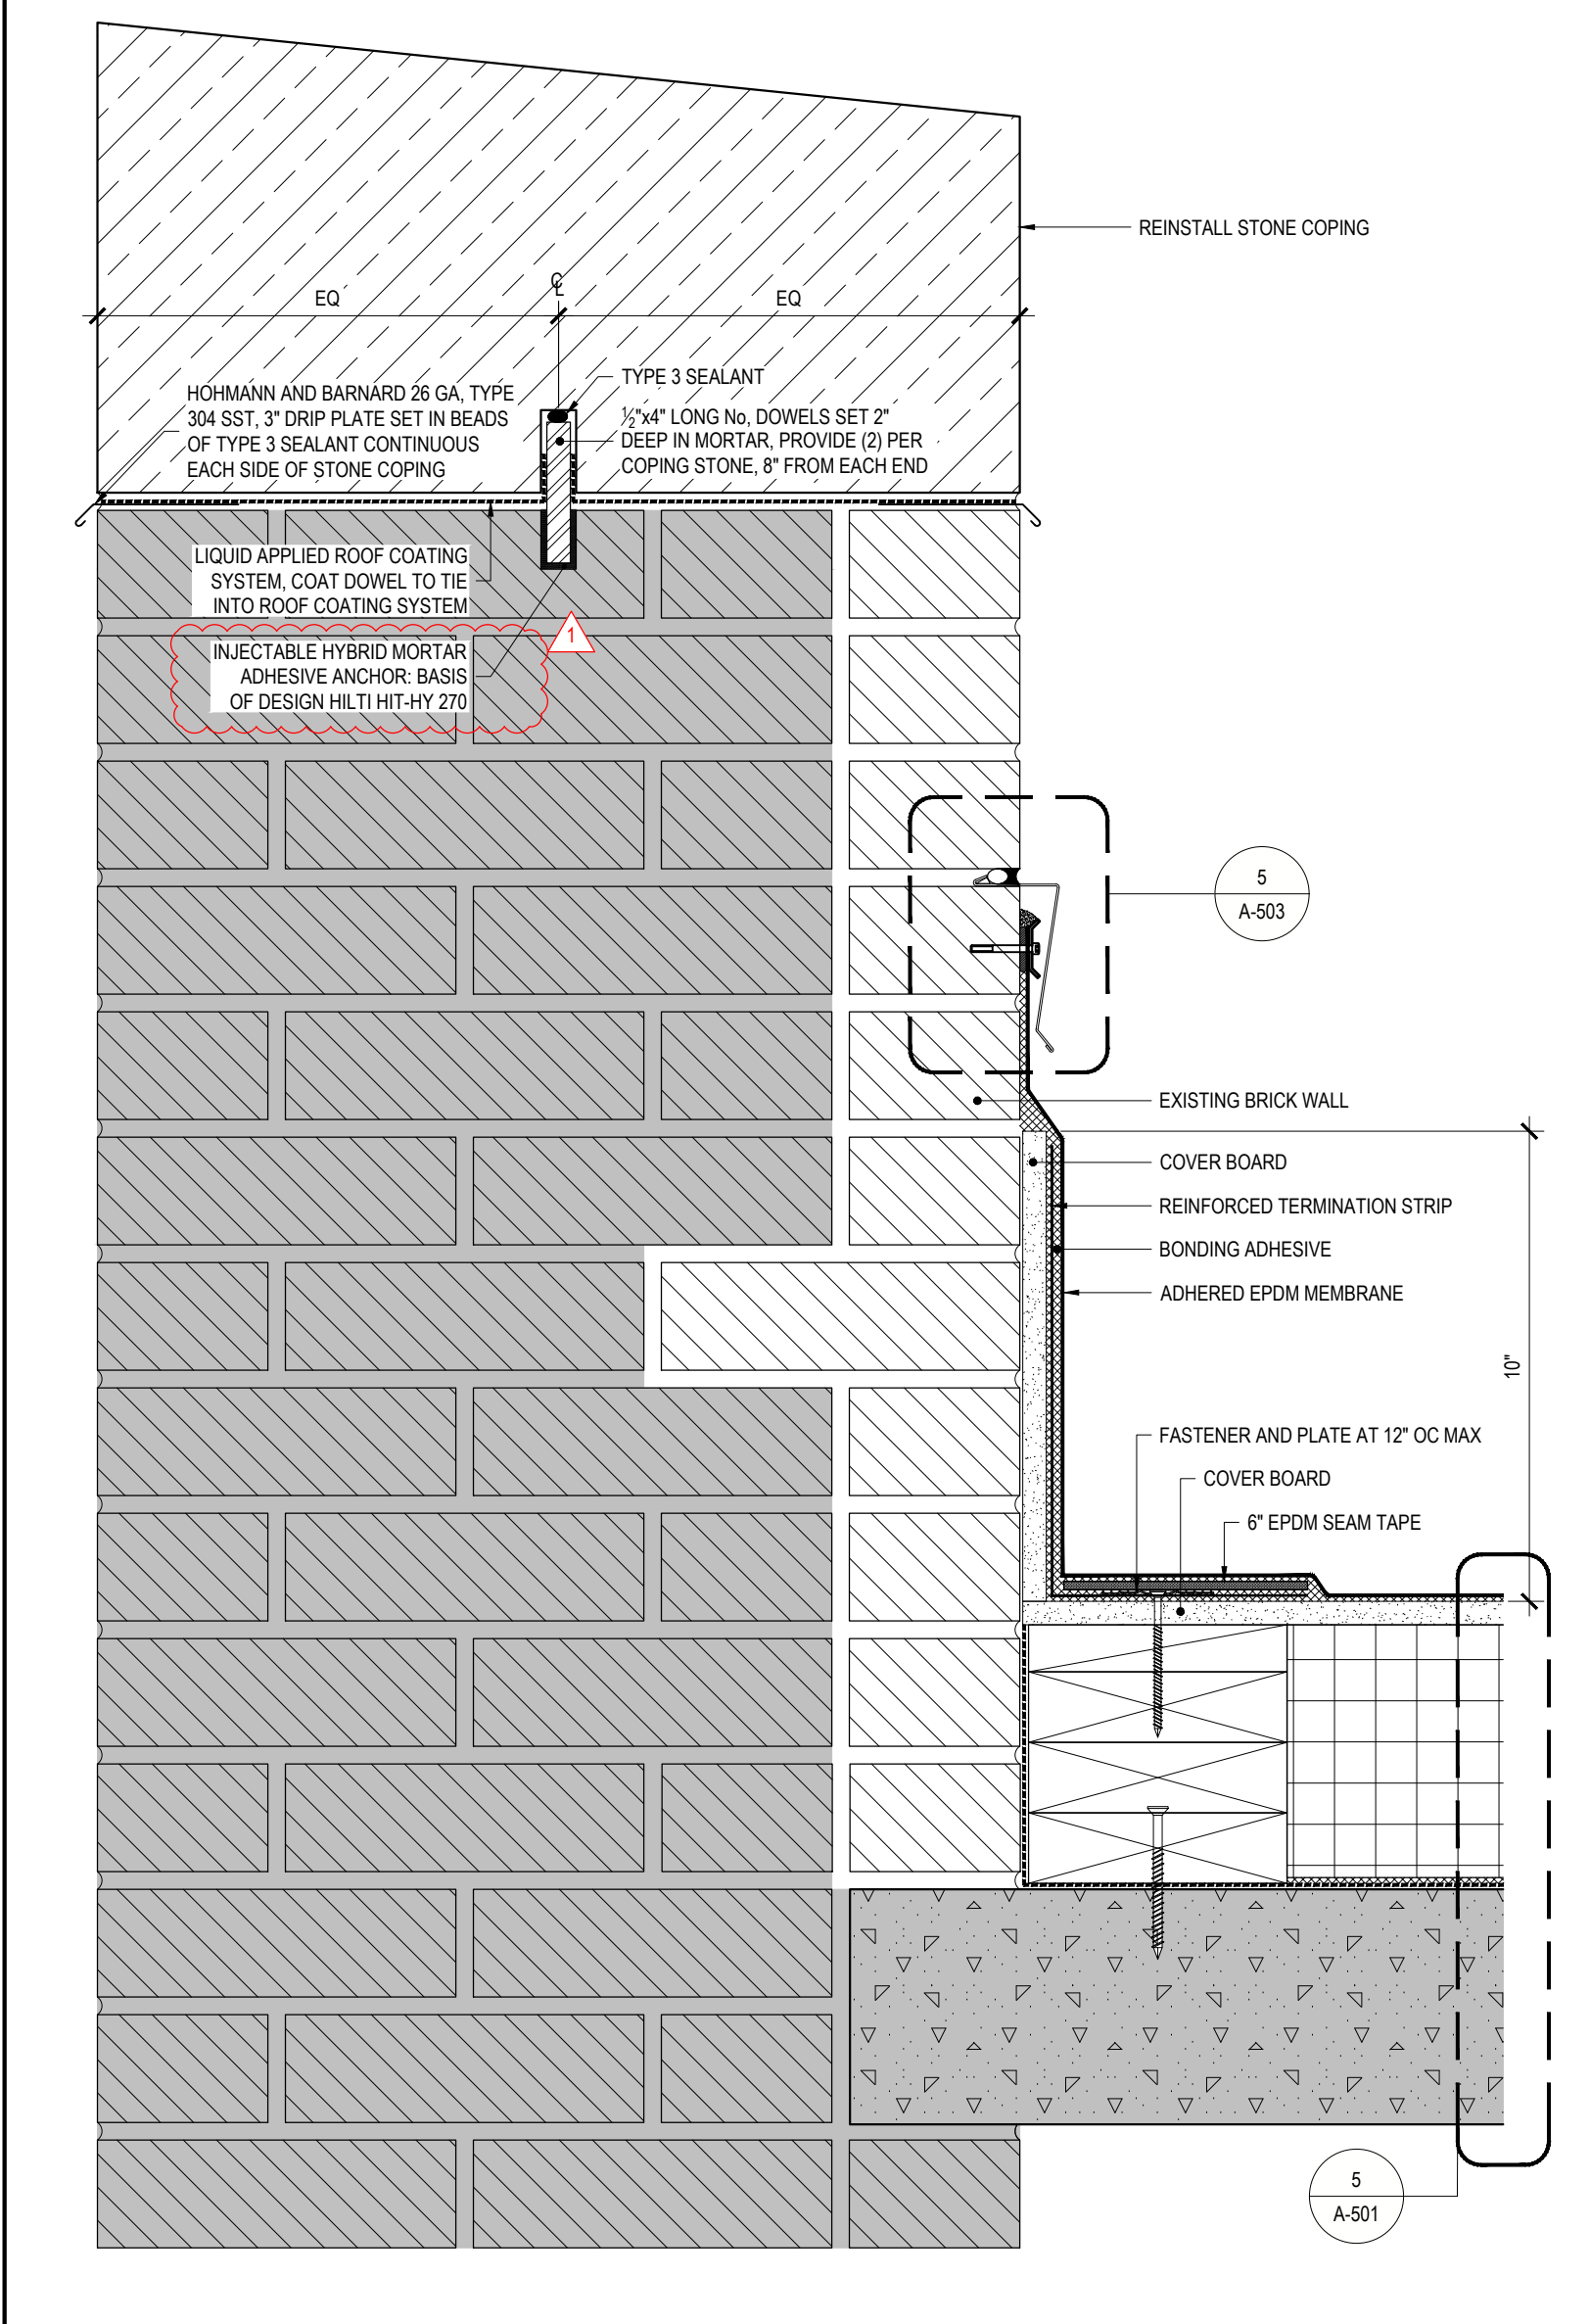 REINSTALL STONE COPING
EQ
℄
EQ
HOHMANN AND BARNARD 26 GA, TYPE
304 SST, 3" DRIP PLATE SET IN BEADS
OF TYPE 3 SEALANT CONTINUOUS
EACH SIDE OF STONE COPING
TYPE 3 SEALANT
½"x4" LONG No, DOWELS SET 2"
DEEP IN MORTAR, PROVIDE (2) PER
COPING STONE, 8" FROM EACH END
LIQUID APPLIED ROOF COATING
SYSTEM, COAT DOWEL TO TIE
INTO ROOF COATING SYSTEM
1
INJECTABLE HYBRID MORTAR
ADHESIVE ANCHOR: BASIS
OF DESIGN HILTI HIT-HY 270
5
A-503
EXISTING BRICK WALL
COVER BOARD
REINFORCED TERMINATION STRIP
BONDING ADHESIVE
ADHERED EPDM MEMBRANE
10"
FASTENER AND PLATE AT 12" OC MAX
COVER BOARD
6" EPDM SEAM TAPE
5
A-501